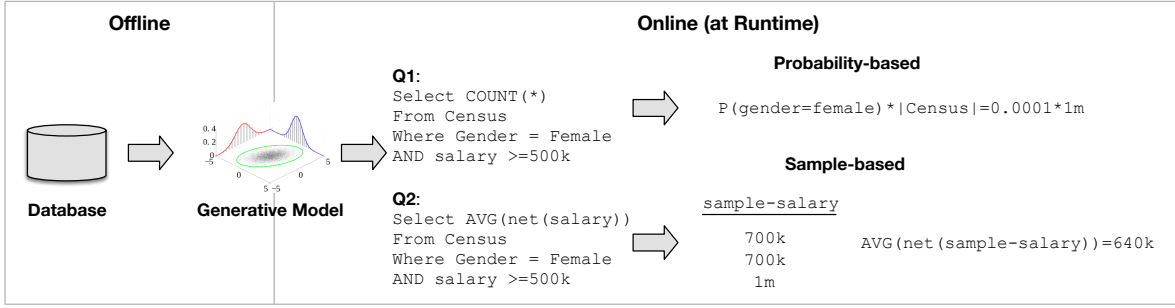 Offline
Online (at Runtime)
Database
0.4
0.2
0
−5
0
5
−5
0
5
Generative Model
Q1:
Select COUNT(*)
From Census
Where Gender = Female
AND salary >=500k
Probability-based
P(gender=female)*|Census|=0.0001*1m
Q2:
Select AVG(net(salary))
From Census
Where Gender = Female
AND salary >=500k
Sample-based
sample-salary
700k
700k
1m
AVG(net(sample-salary))=640k